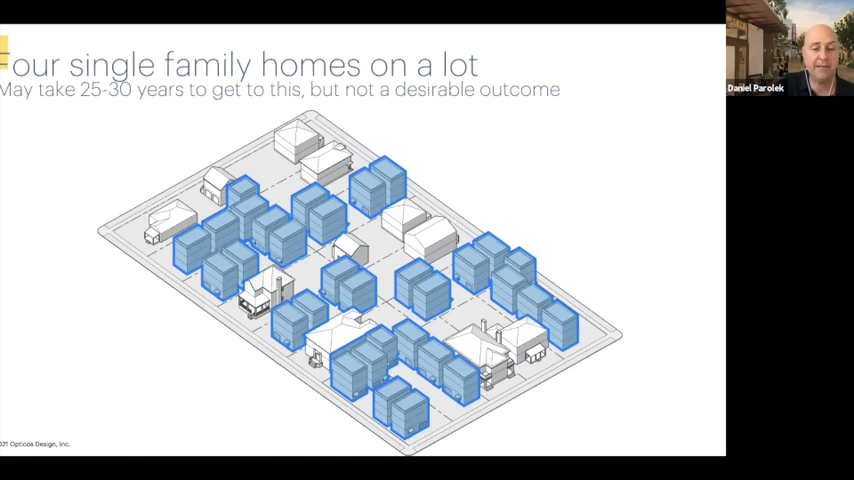 Four single family homes on a lot
May take 25-30 years to get to this, but not a desirable outcome
Daniel Parolek
021 Opticos Design, Inc.